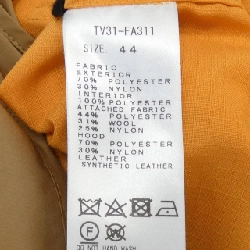 TV31-FA311
SIZE. 44
FABRIC
EXTERIOR
70% POLYESTER
30% NYLON
INTERIOR
100% POLYESTER
ATTACHED FABRIC
44% POLYESTER
31% WOOL
25% NYLON
HOOD
70% POLYESTER
30% NYLON
LEATHER
SYNTHETIC LEATHER
DO NOT HAND WASH